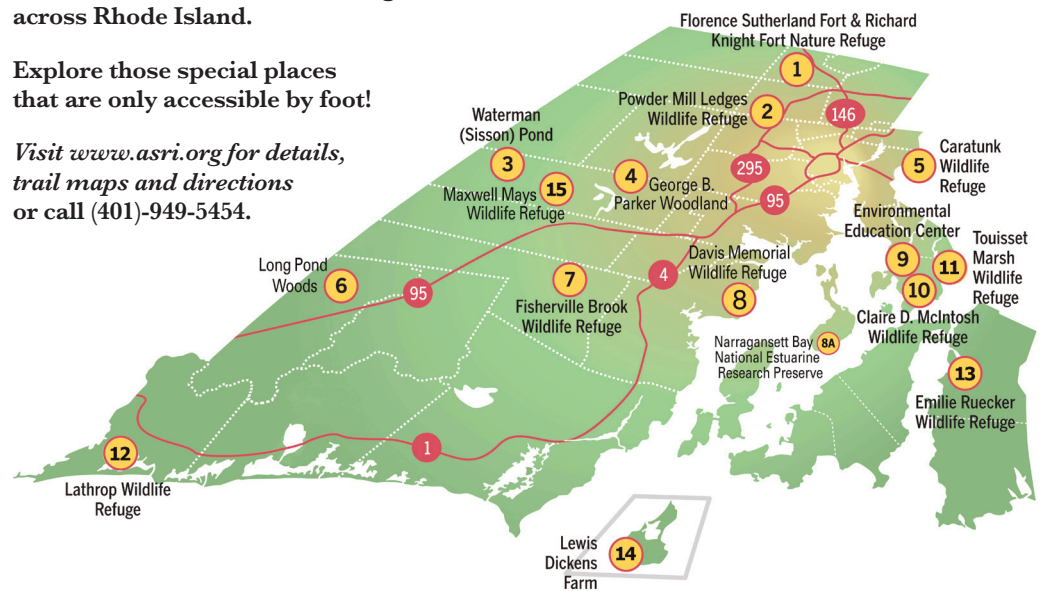 across Rhode Island.
Explore those special places
that are only accessible by foot!
Visit www.asri.org for details,
trail maps and directions
or call (401)-949-5454.
Florence Sutherland Fort & Richard
Knight Fort Nature Refuge
1
Powder Mill Ledges
Wildlife Refuge
2
146
Waterman
(Sisson) Pond
3
Maxwell Mays
Wildlife Refuge
15
4
George B.
Parker Woodland
295
95
5
Caratunk
Wildlife
Refuge
Environmental
Education Center
9
10
11
Touisset
Marsh
Wildlife
Refuge
Claire D. McIntosh
Wildlife Refuge
Long Pond
Woods
6
95
7
Fisherville Brook
Wildlife Refuge
4
Davis Memorial
Wildlife Refuge
8
Narragansett Bay
National Estuarine
Research Preserve
8A
13
Emilie Ruecker
Wildlife Refuge
12
Lathrop Wildlife
Refuge
1
Lewis
Dickens
Farm
14